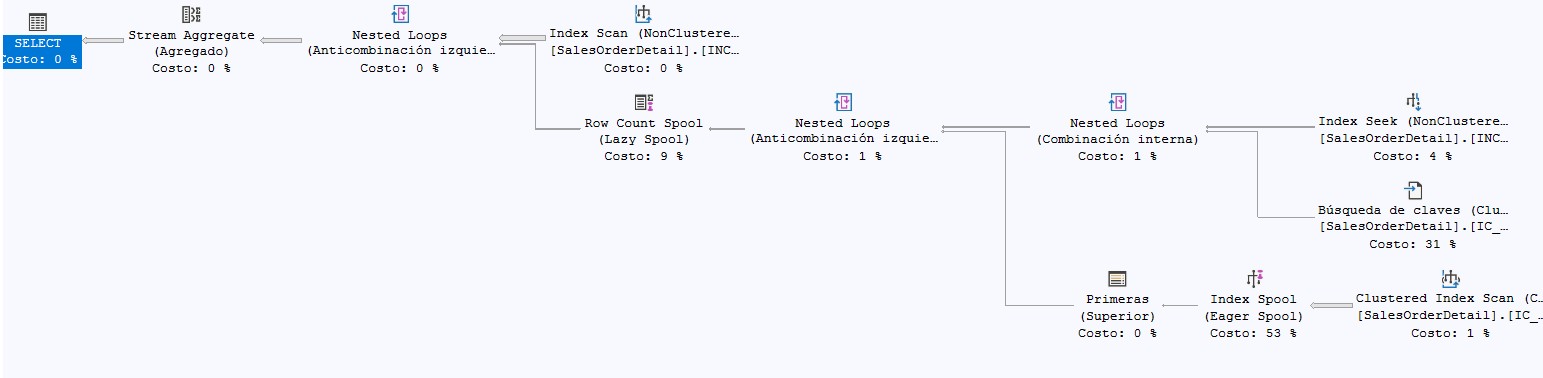 SELECT
Costo: 0 %
Stream Aggregate
(Agregado)
Costo: 0 %
Nested Loops
(Anticombinación izquie...
Costo: 0 %
Index Scan (NonClustere...
[SalesOrderDetail].[INC...
Costo: 0 %
Row Count Spool
(Lazy Spool)
Costo: 9 %
Nested Loops
(Anticombinación izquie...
Costo: 1 %
Nested Loops
(Combinación interna)
Costo: 1 %
Index Seek (NonClustere...
[SalesOrderDetail].[INC...
Costo: 4 %
Búsqueda de claves (Clu...
[SalesOrderDetail].[IC_...
Costo: 31 %
Primeras
(Superior)
Costo: 0 %
Index Spool
(Eager Spool)
Costo: 53 %
Clustered Index Scan (C...
[SalesOrderDetail].[IC_...
Costo: 1 %